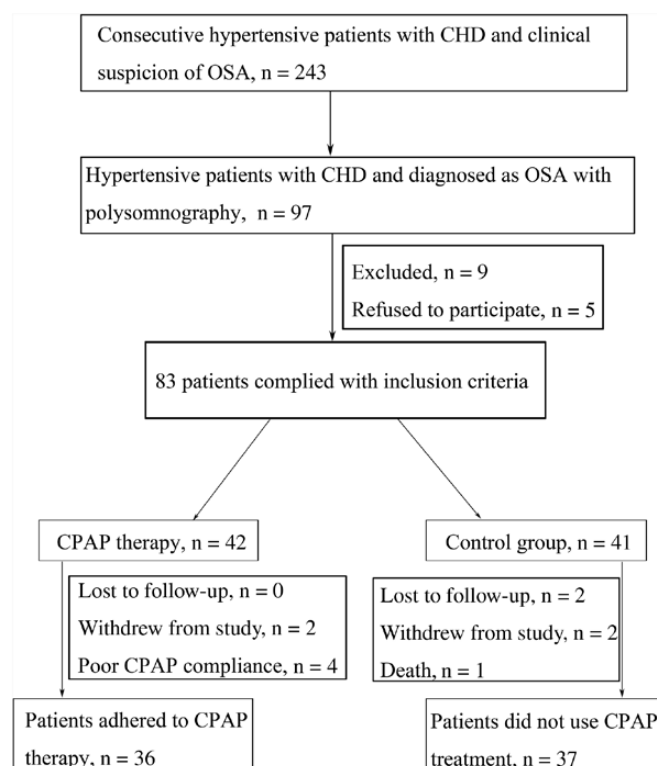 Consecutive hypertensive patients with CHD and clinical
suspicion of OSA, n = 243
Hypertensive patients with CHD and diagnosed as OSA with
polysomnography, n = 97
Excluded, n = 9
Refused to participate, n = 5
83 patients complied with inclusion criteria
CPAP therapy, n = 42
Control group, n = 41
Lost to follow-up, n = 0
Withdrew from study, n = 2
Poor CPAP compliance, n = 4
Lost to follow-up, n = 2
Withdrew from study, n = 2
Death, n = 1
Patients adhered to CPAP
therapy, n = 36
Patients did not use CPAP
treatment, n = 37